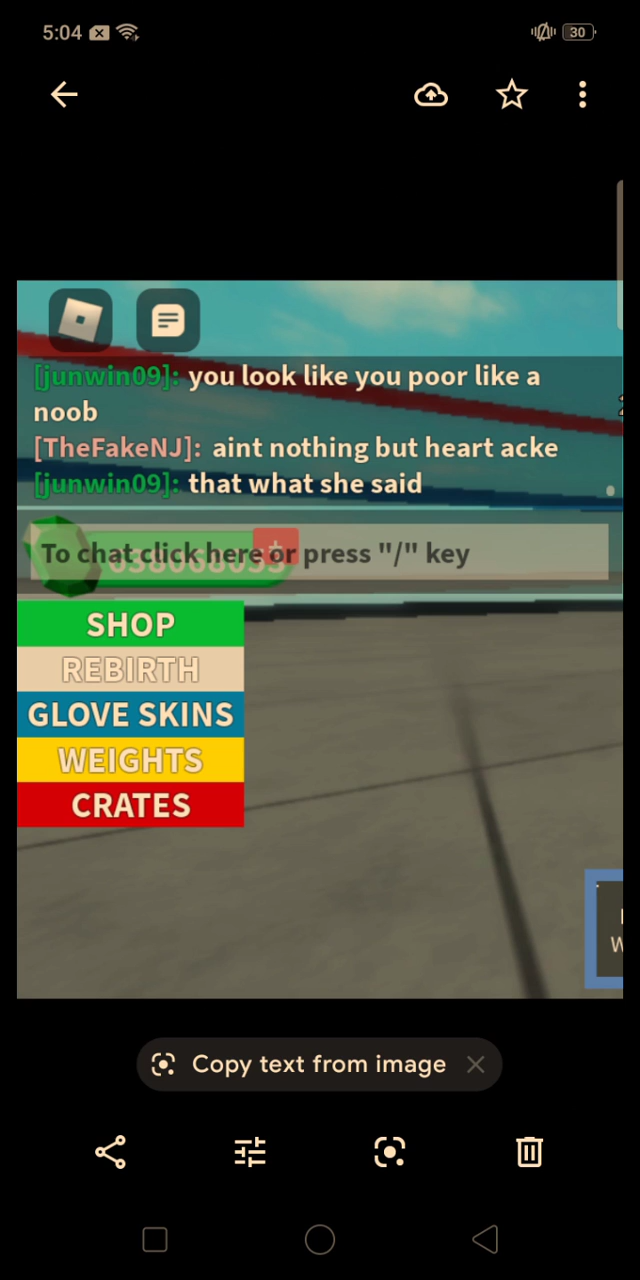 5:04
30
[junwin09]: you look like you poor like a
noob
[TheFakeNJ]: aint nothing but heart acke
[junwin09]: that what she said
To chat click here or press "/" key
SHOP
REBIRTH
GLOVE SKINS
WEIGHTS
CRATES
Copy text from image